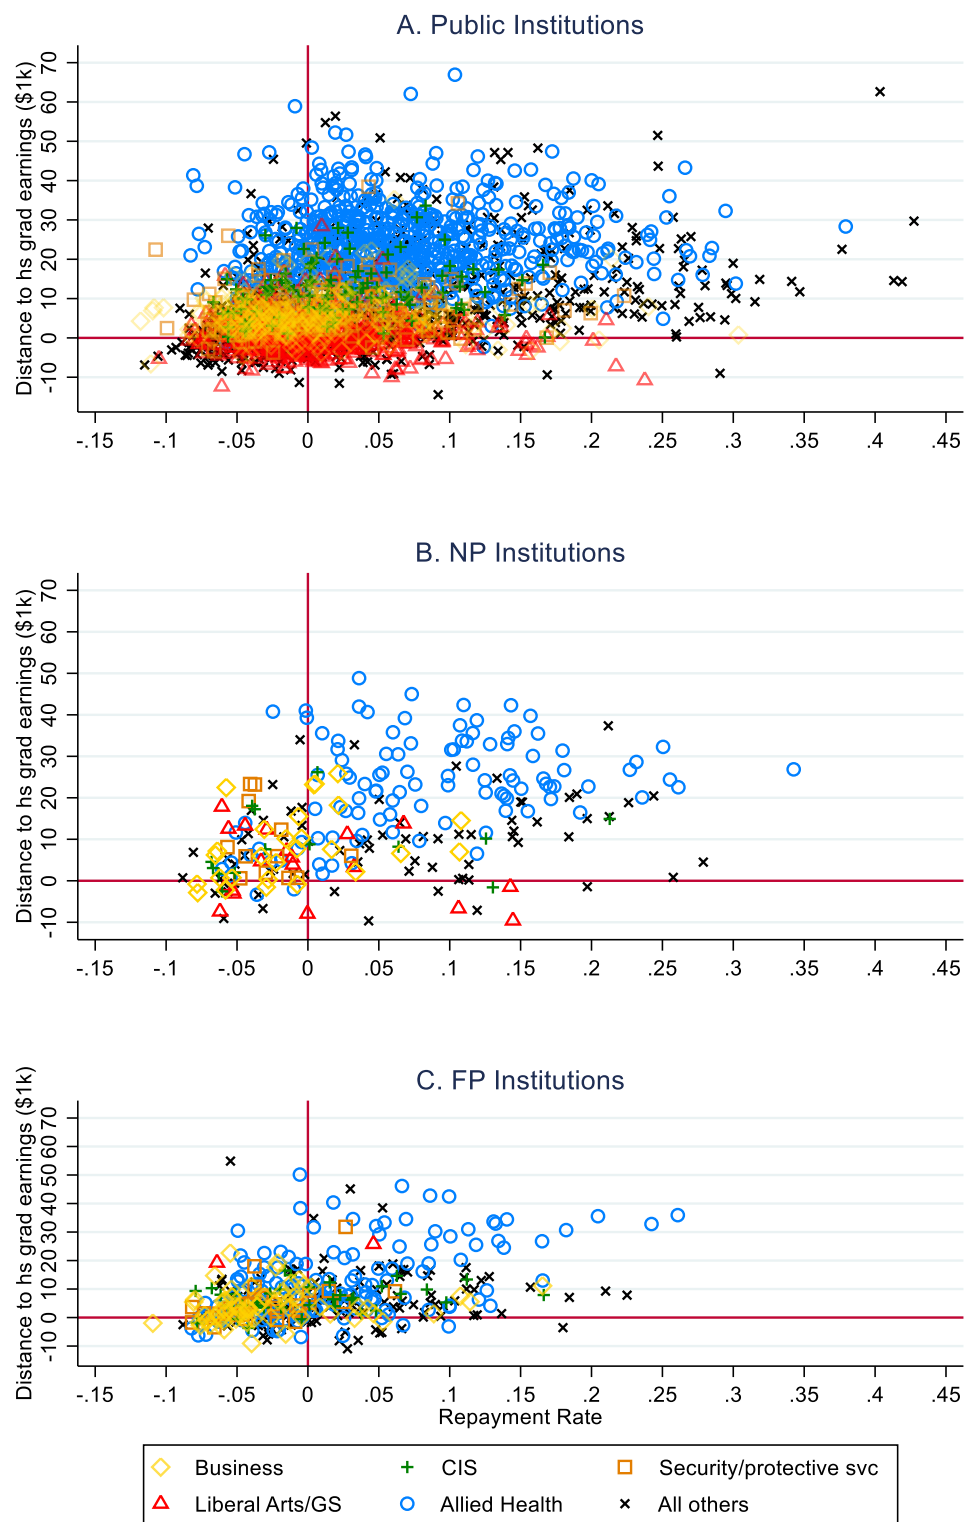 A. Public Institutions
Distance to hs grad earnings ($1k)
70
60
50
40
30
20
10
0
-10
-.15 -.1 -.05 0 .05 .1 .15 .2 .25 .3 .35 .4 .45
B. NP Institutions
Distance to hs grad earnings ($1k)
70
60
50
40
30
20
10
0
-10
-.15 -.1 -.05 0 .05 .1 .15 .2 .25 .3 .35 .4 .45
C. FP Institutions
Distance to hs grad earnings ($1k)
70
60
50
40
30
20
10
0
-10
-.15 -.1 -.05 0 .05 .1 .15 .2 .25 .3 .35 .4 .45
Repayment Rate
Business CIS Security/protective svc
Liberal Arts/GS Allied Health All others